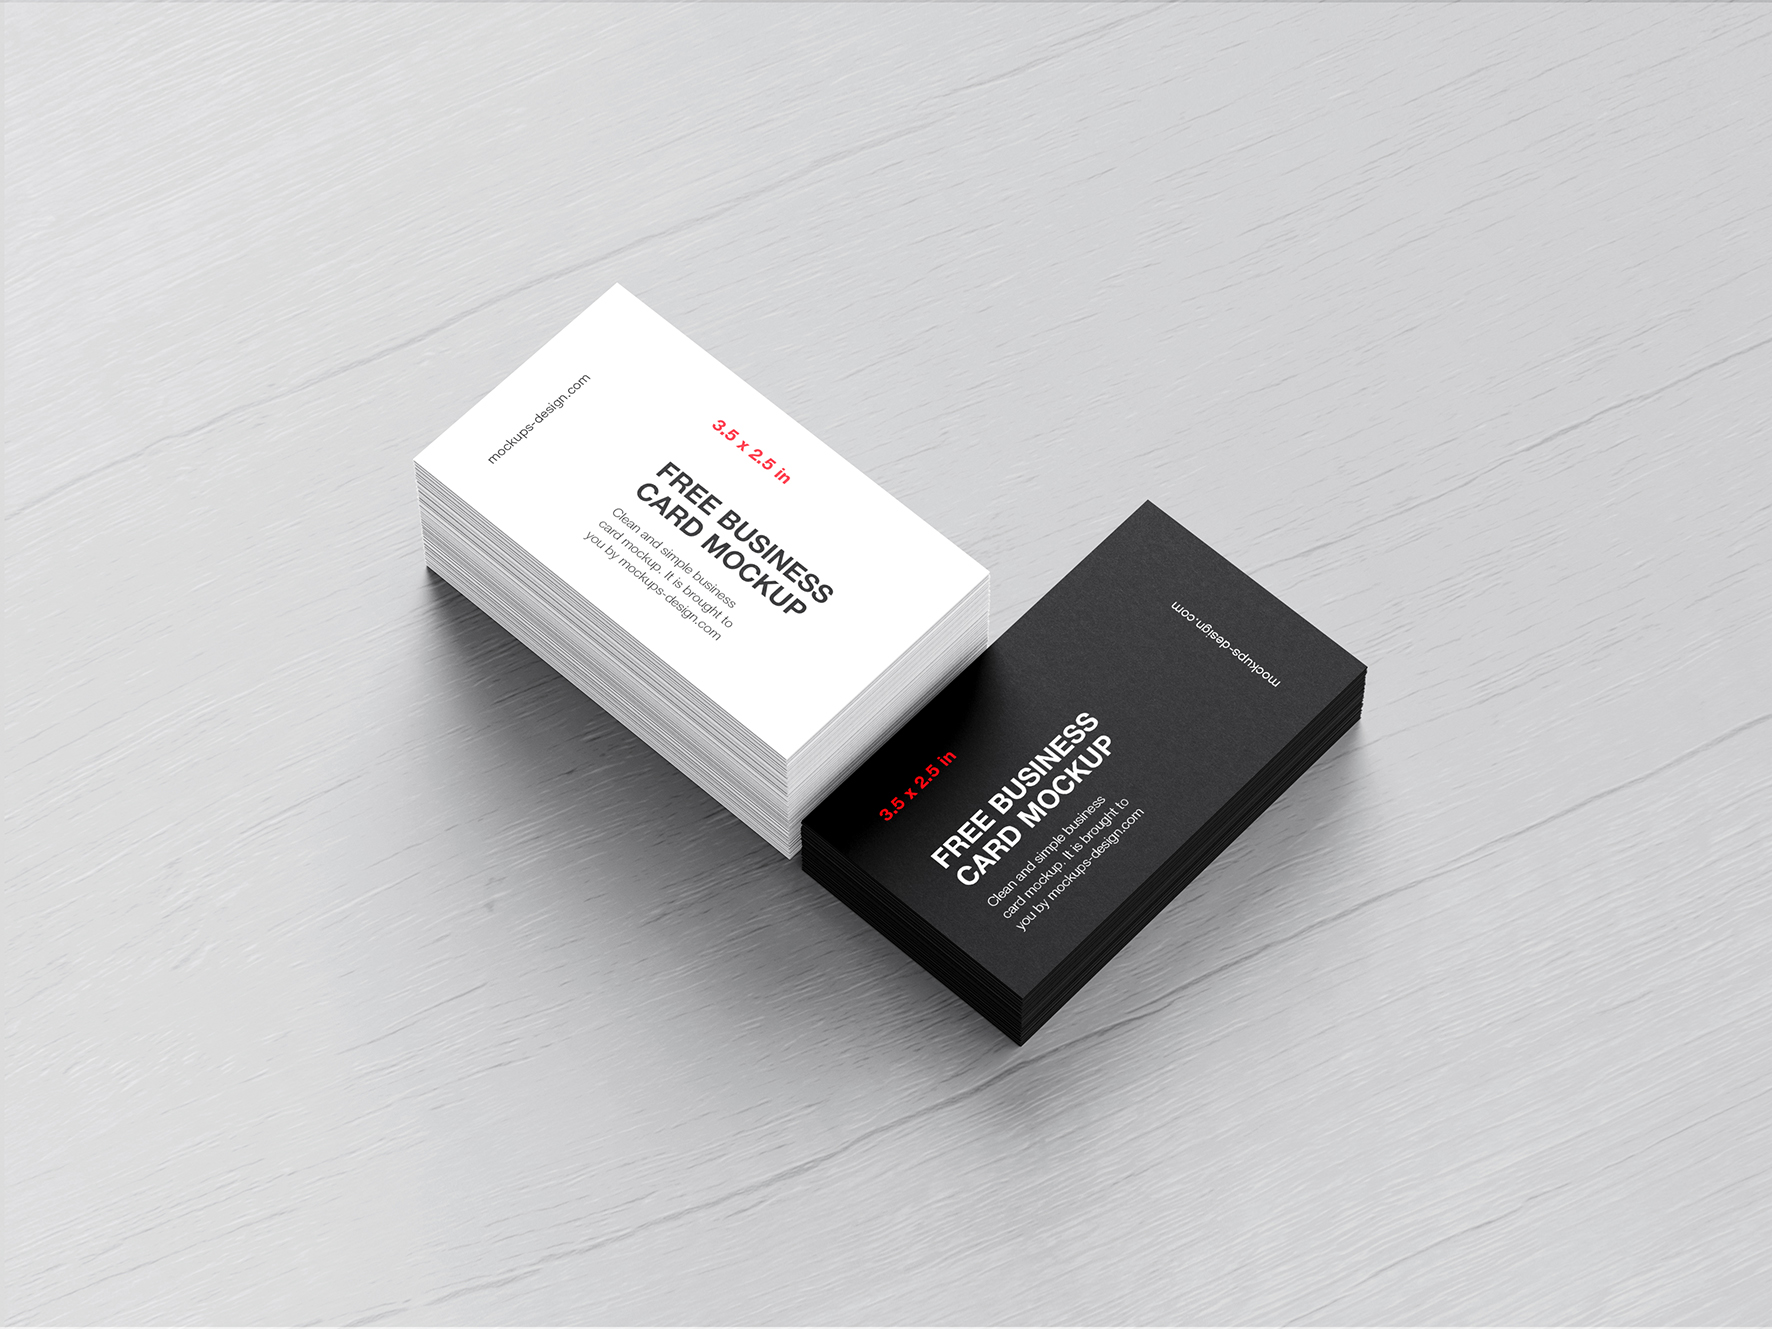 mockups-design.com
3.5 x 2.5 in
FREE BUSINESS
CARD MOCKUP
Clean and simple business
card mockup. It is brought to
you by mockups-design.com
3.5 x 2.5 in
FREE BUSINESS
CARD MOCKUP
Clean and simple business
card mockup. It is brought to
you by mockups-design.com
mockups-design.com